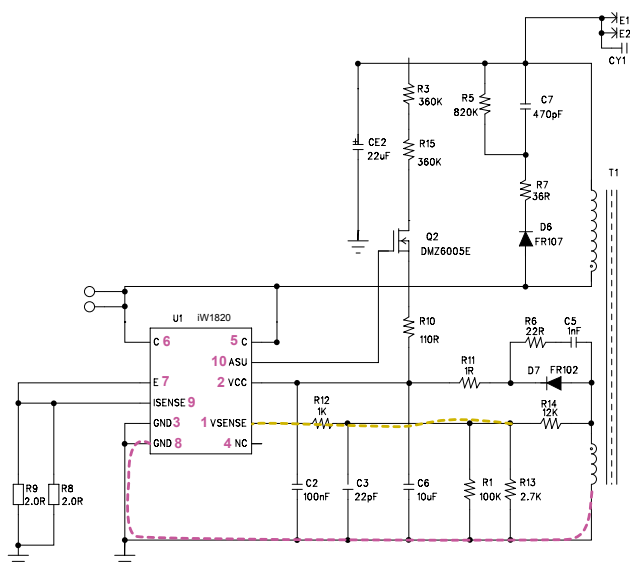 E1
E2
CY1
R3
360K
R5
820K
C7
470pF
CE2
22uF
R15
360K
R7
36R
T1
D6
FR107
Q2
DMZ6005E
U1 iW1820
C 6
5 C
10 ASU
E 7
2 VCC
ISENSE 9
GND 3
1 VSENSE
GND 8
4 NC
R10
110R
R6
22R
C5
1nF
R11
1R
D7 FR102
R12
1K
R14
12K
R9
2.0R
R8
2.0R
C2
100nF
C3
22pF
C6
10uF
R1
100K
R13
2.7K